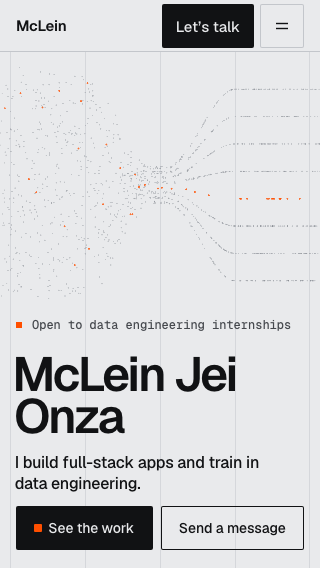 McLein
Let's talk
Open to data engineering internships
McLein Jei
Onza
I build full-stack apps and train in
data engineering.
See the work
Send a message